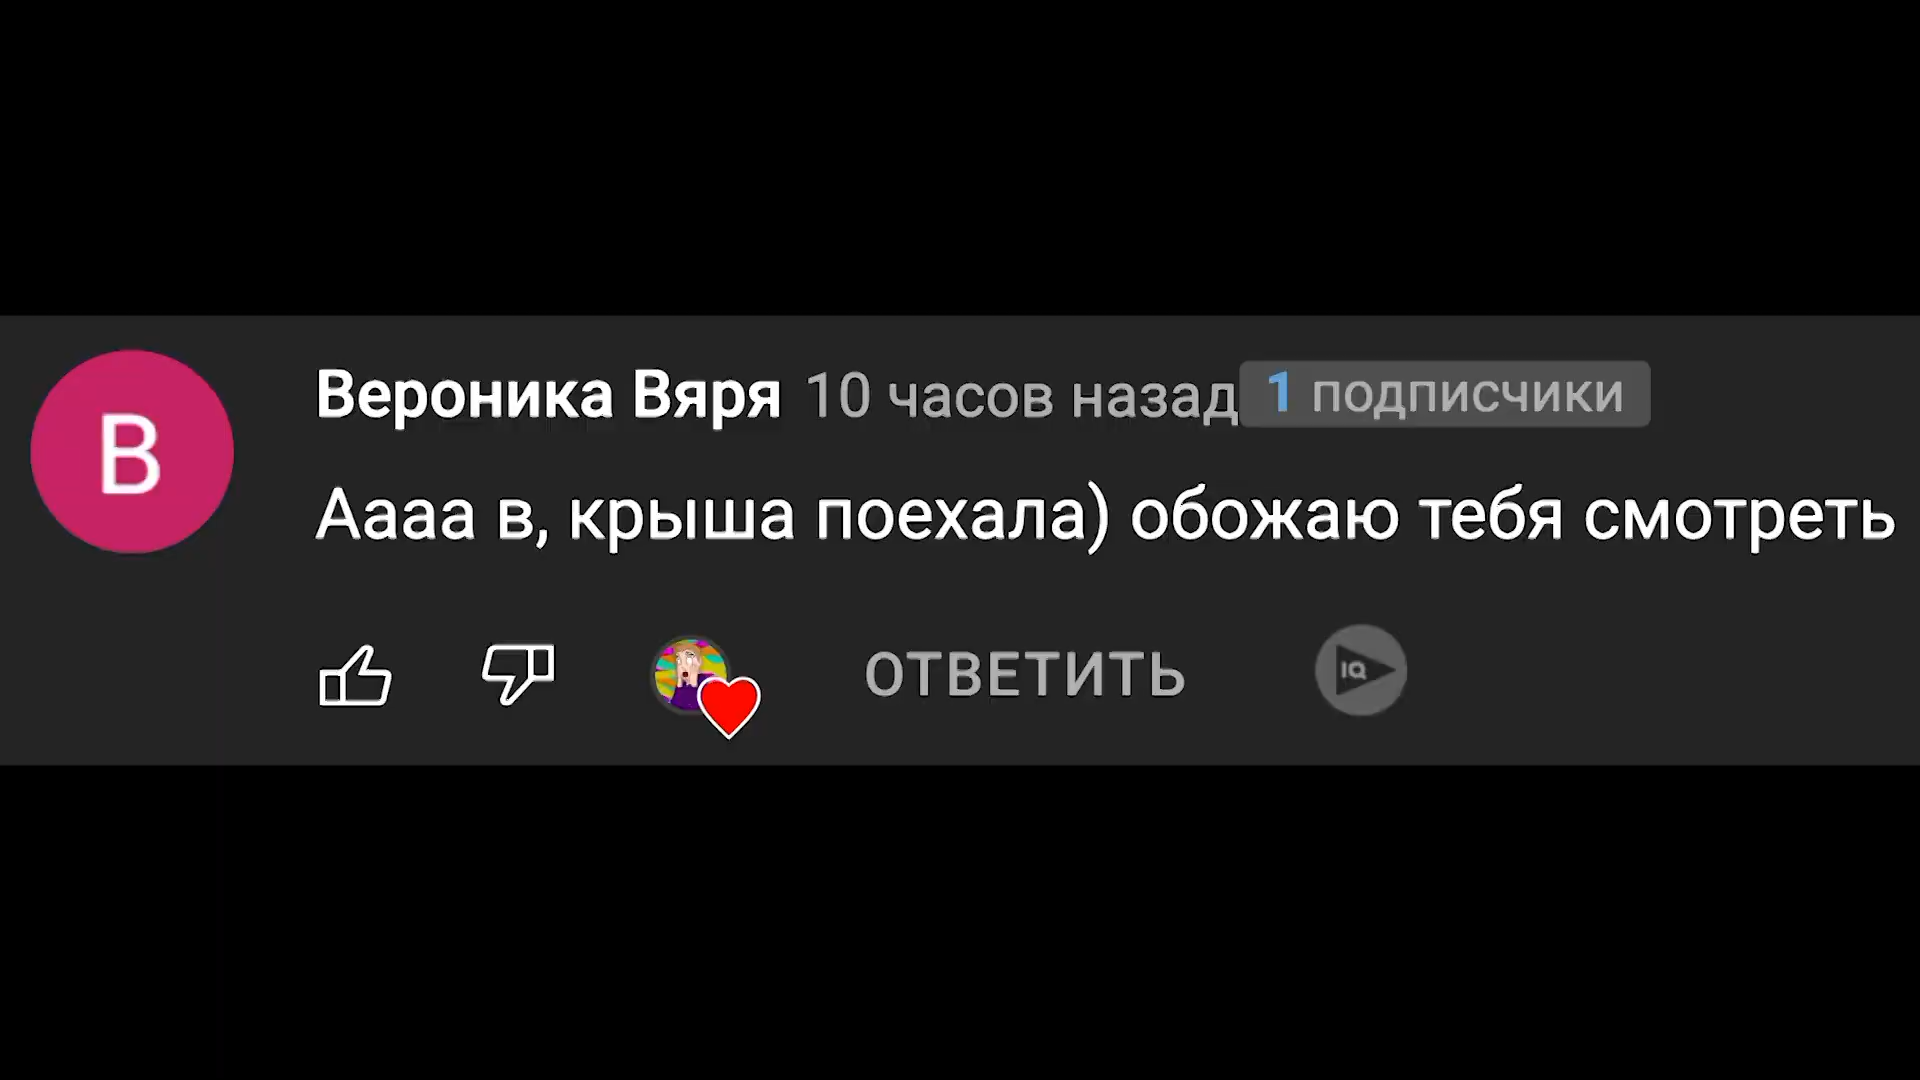 В
Вероника Вяря 10 часов назад 1 подписчики
Аааа в, крыша поехала) обожаю тебя смотреть
ОТВЕТИТЬ IQ